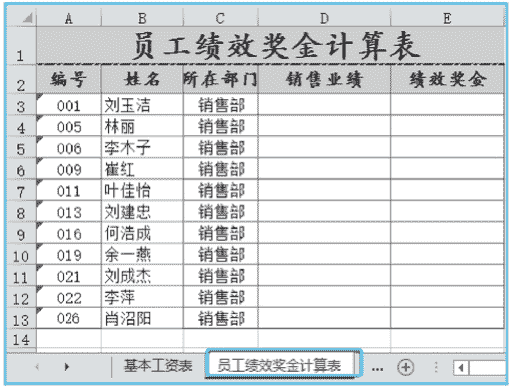 A B C D E
1 员工绩效奖金计算表
2 编号 姓名 所在部门 销售业绩 绩效奖金
3 001 刘玉洁 销售部
4 005 林丽 销售部
5 006 李木子 销售部
6 009 崔红 销售部
7 011 叶佳怡 销售部
8 013 刘建忠 销售部
9 016 何浩成 销售部
10 019 余一燕 销售部
11 021 刘成杰 销售部
12 022 李萍 销售部
13 026 肖沼阳 销售部
14
基本工资表 员工绩效奖金计算表 ...